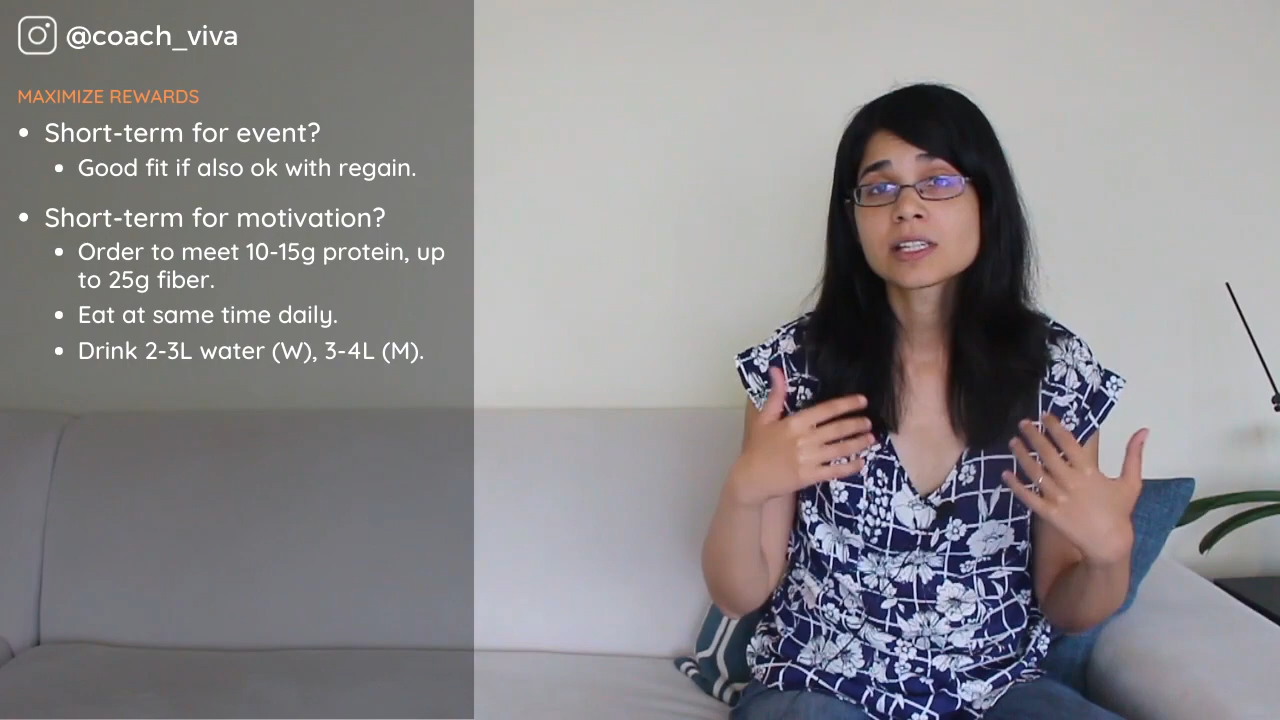 @coach_viva
MAXIMIZE REWARDS
• Short-term for event?
• Good fit if also ok with regain.
• Short-term for motivation?
• Order to meet 10-15g protein, up
to 25g fiber.
• Eat at same time daily.
• Drink 2-3L water (W), 3-4L (M).